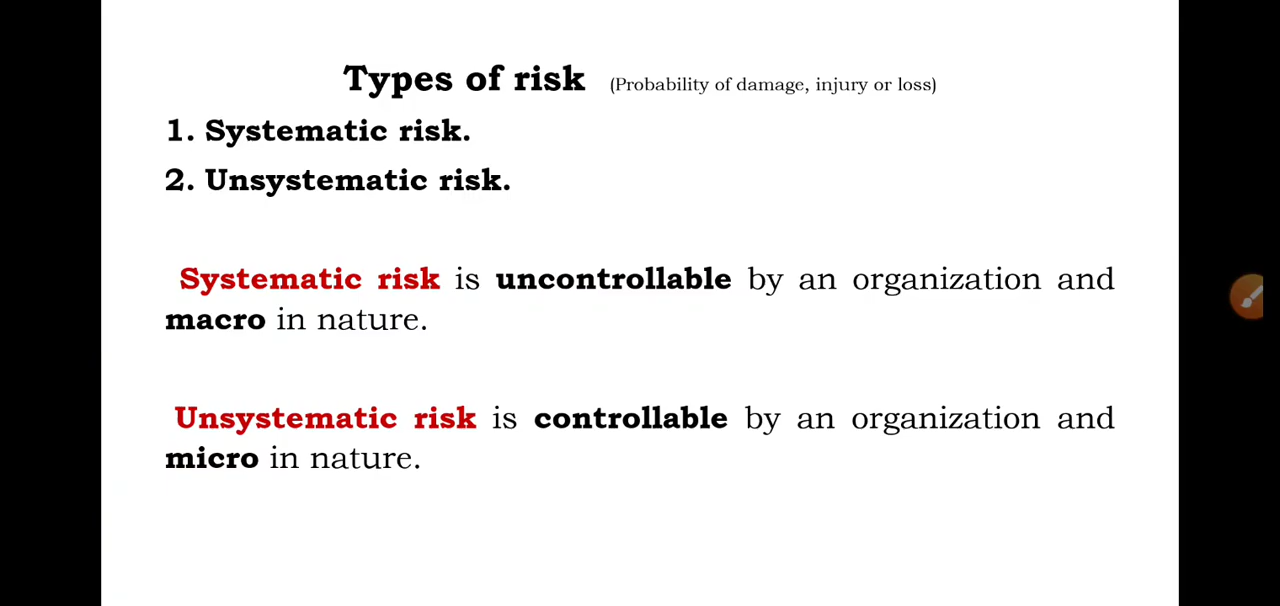 Types of risk (Probability of damage, injury or loss)
1. Systematic risk.
2. Unsystematic risk.
Systematic risk is uncontrollable by an organization and
macro in nature.
Unsystematic risk is controllable by an organization and
micro in nature.